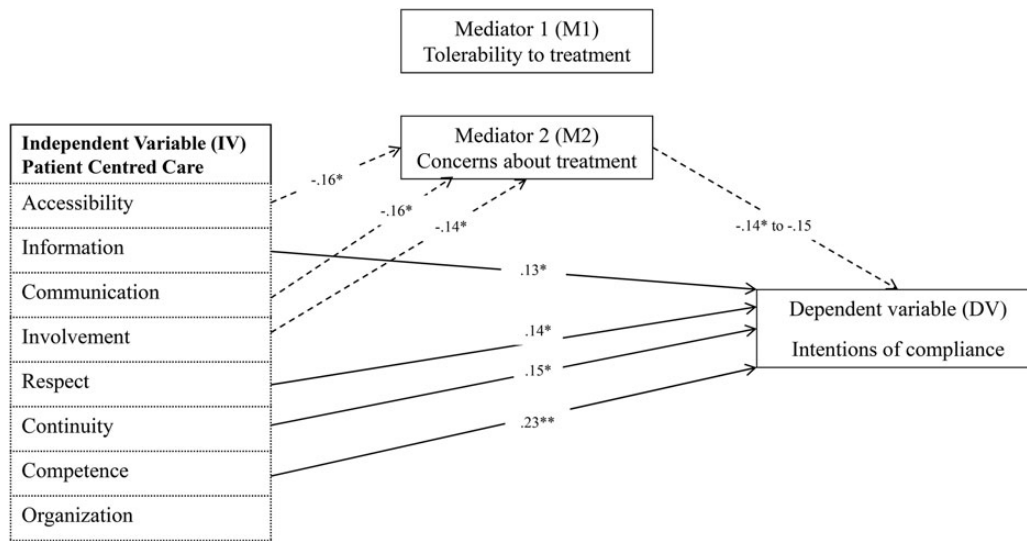 Mediator 1 (M1)
Tolerability to treatment
Mediator 2 (M2)
Concerns about treatment
Independent Variable (IV)
Patient Centred Care
Accessibility
Information
Communication
Involvement
Respect
Continuity
Competence
Organization
-.16*
-.16*
-.14*
-.14* to -.15
.13*
.14*
.15*
.23**
Dependent variable (DV)
Intentions of compliance